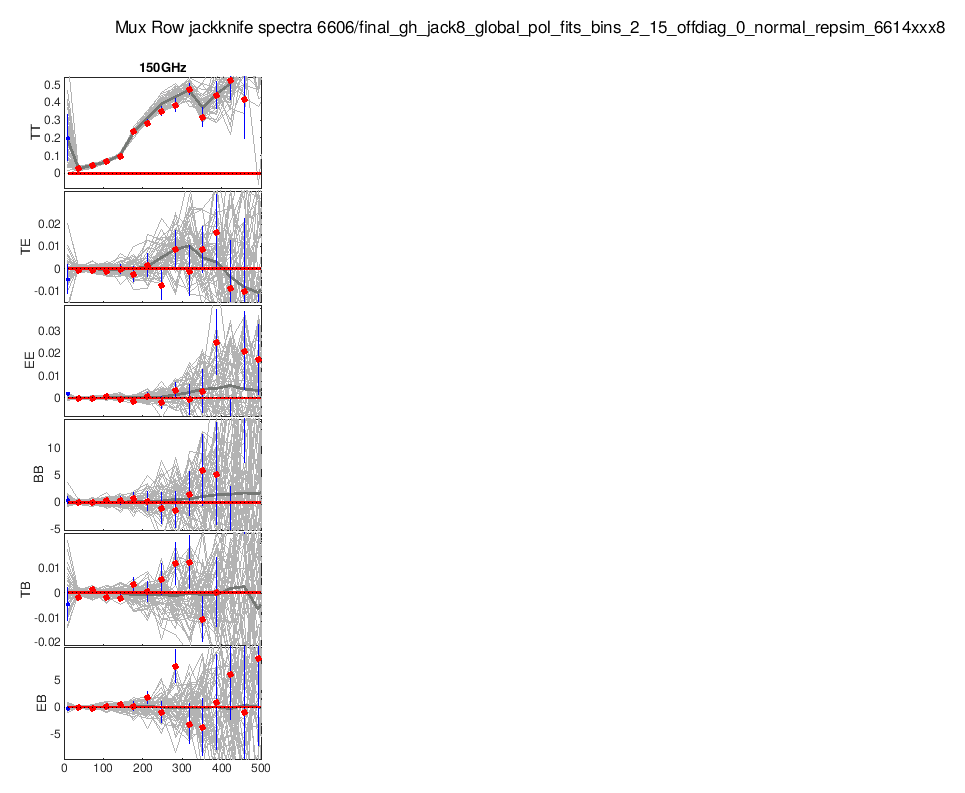 Mux Row jackknife spectra 6606/final_gh_jack8_global_pol_fits_bins_2_15_offdiag_0_normal_repsim_6614xxx8
150GHz
TT
0.5
0.4
0.3
0.2
0.1
0
TE
0.02
0.01
0
-0.01
EE
0.03
0.02
0.01
0
BB
10
5
0
-5
TB
0.01
0
-0.01
-0.02
EB
5
0
-5
0 100 200 300 400 500